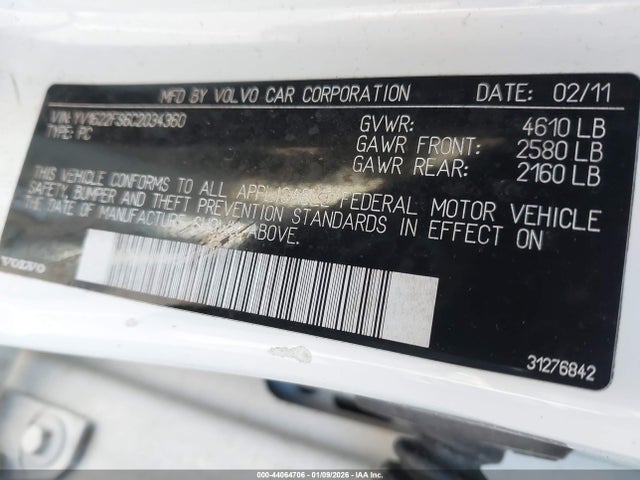 MFD BY VOLVO CAR CORPORATION DATE: 02/11
VIN: YV1622FS6C2034360
TYPE: PC
GVWR: 4610 LB
GAWR FRONT: 2580 LB
GAWR REAR: 2160 LB
THIS VEHICLE CONFORMS TO ALL APPLICABLE FEDERAL MOTOR VEHICLE
SAFETY, BUMPER AND THEFT PREVENTION STANDARDS IN EFFECT ON
THE DATE OF MANUFACTURE SHOWN ABOVE.
VOLVO
31276842
000-44064706 - 01/09/2026 - IAA Inc.